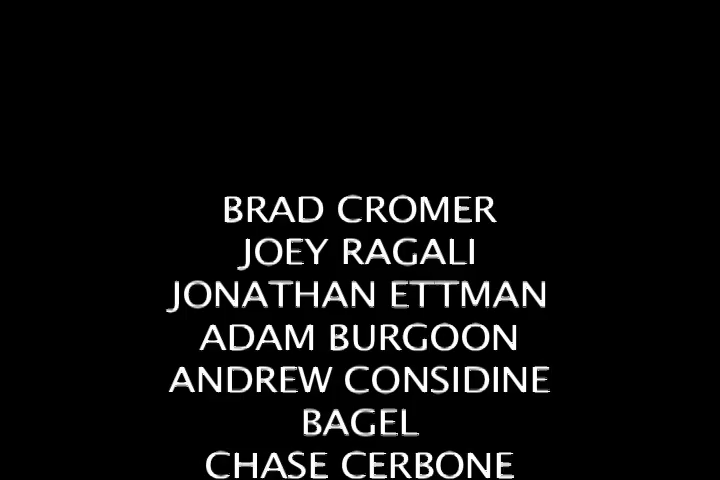 BRAD CROMER
JOEY RAGALI
JONATHAN ETTMAN
ADAM BURGOON
ANDREW CONSIDINE
BAGEL
CHASE CERBONE